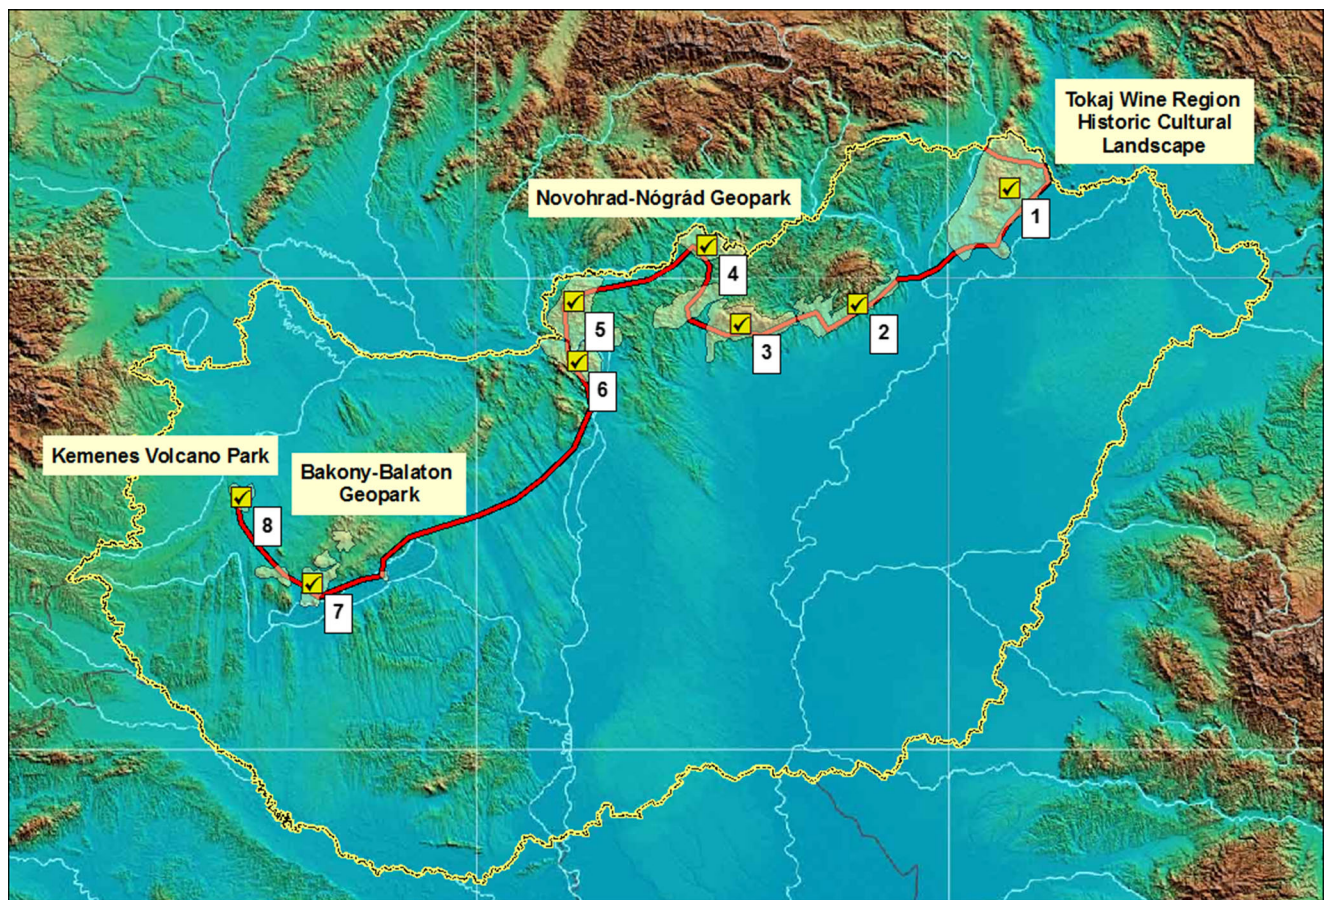 Tokaj Wine Region
Historic Cultural
Landscape
Novohrad-Nógrád Geopark
1
4
2
5
3
6
Kemenes Volcano Park
Bakony-Balaton
Geopark
8
7